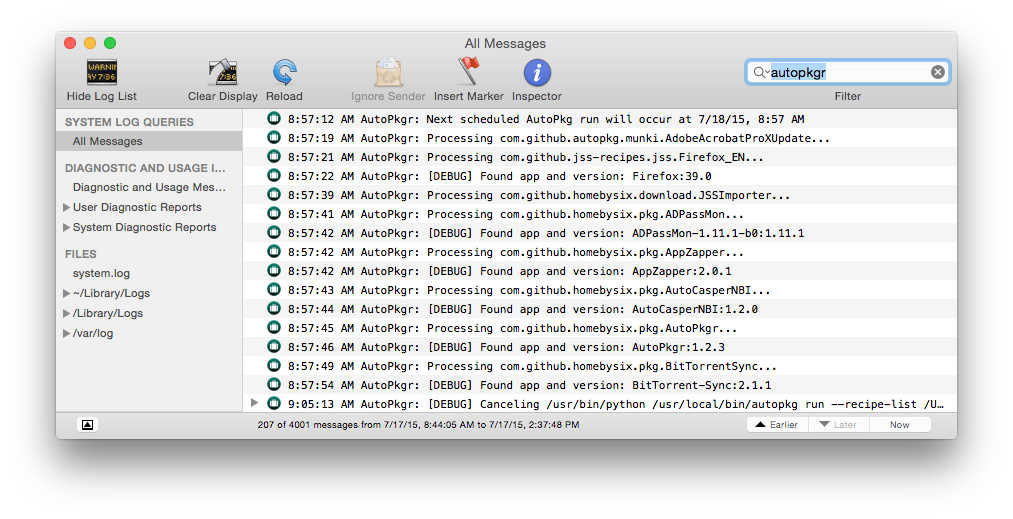 All Messages
WARNIN
AY 7:86
7:86
Hide Log List
Clear Display
Reload
Ignore Sender
Insert Marker
Inspector
autopkgr
Filter
SYSTEM LOG QUERIES
All Messages
DIAGNOSTIC AND USAGE I...
Diagnostic and Usage Mes...
User Diagnostic Reports
System Diagnostic Reports
FILES
system.log
~/Library/Logs
/Library/Logs
/var/log
8:57:12 AM AutoPkgr: Next scheduled AutoPkg run will occur at 7/18/15, 8:57 AM
8:57:19 AM AutoPkgr: Processing com.github.autopkg.munki.AdobeAcrobatProXUpdate...
8:57:21 AM AutoPkgr: Processing com.github.jss-recipes.jss.Firefox_EN...
8:57:22 AM AutoPkgr: [DEBUG] Found app and version: Firefox:39.0
8:57:39 AM AutoPkgr: Processing com.github.homebysix.download.JSSImporter...
8:57:41 AM AutoPkgr: Processing com.github.homebysix.pkg.ADPassMon...
8:57:42 AM AutoPkgr: [DEBUG] Found app and version: ADPassMon-1.11.1-b0:1.11.1
8:57:42 AM AutoPkgr: Processing com.github.homebysix.pkg.AppZapper...
8:57:42 AM AutoPkgr: [DEBUG] Found app and version: AppZapper:2.0.1
8:57:43 AM AutoPkgr: Processing com.github.homebysix.pkg.AutoCasperNBI...
8:57:44 AM AutoPkgr: [DEBUG] Found app and version: AutoCasperNBI:1.2.0
8:57:45 AM AutoPkgr: Processing com.github.homebysix.pkg.AutoPkgr...
8:57:46 AM AutoPkgr: [DEBUG] Found app and version: AutoPkgr:1.2.3
8:57:49 AM AutoPkgr: Processing com.github.homebysix.pkg.BitTorrentSync...
8:57:54 AM AutoPkgr: [DEBUG] Found app and version: BitTorrent-Sync:2.1.1
9:05:13 AM AutoPkgr: [DEBUG] Canceling /usr/bin/python /usr/local/bin/autopkg run --recipe-list /U...
207 of 4001 messages from 7/17/15, 8:44:05 AM to 7/17/15, 2:37:48 PM
Earlier
Later
Now